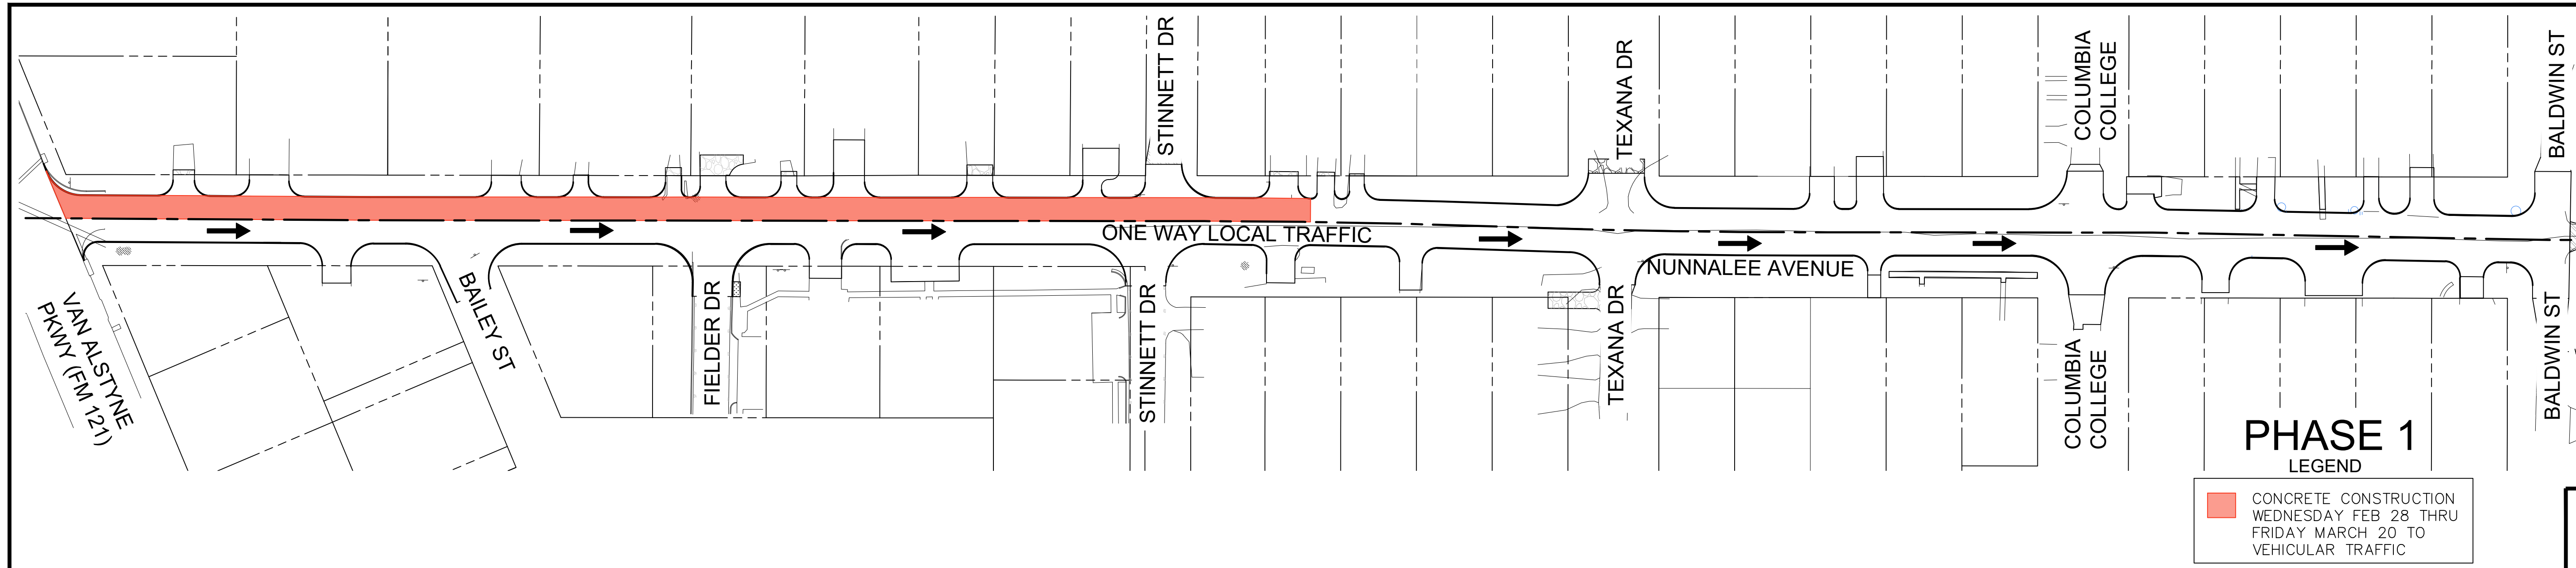 STINNETT DR
TEXANA DR
COLUMBIA
COLLEGE
BALDWIN ST
ONE WAY LOCAL TRAFFIC
NUNNALEE AVENUE
VAN ALSTYNE
PKWY (FM 121)
BAILEY ST
FIELDER DR
STINNETT DR
TEXANA DR
COLUMBIA
COLLEGE
BALDWIN ST
PHASE 1
LEGEND
CONCRETE CONSTRUCTION
WEDNESDAY FEB 28 THRU
FRIDAY MARCH 20 TO
VEHICULAR TRAFFIC